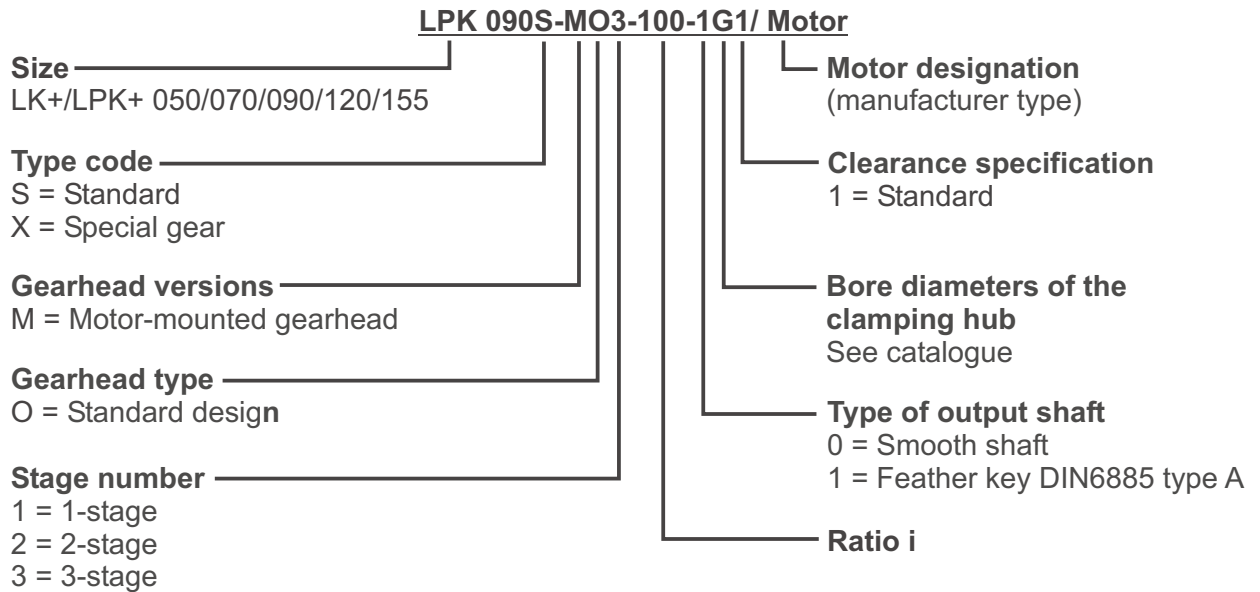 LPK 090S-MO3-100-1G1/ Motor
Size
LK+/LPK+ 050/070/090/120/155
Type code
S = Standard
X = Special gear
Gearhead versions
M = Motor-mounted gearhead
Gearhead type
O = Standard design
Stage number
1 = 1-stage
2 = 2-stage
3 = 3-stage
Motor designation
(manufacturer type)
Clearance specification
1 = Standard
Bore diameters of the
clamping hub
See catalogue
Type of output shaft
0 = Smooth shaft
1 = Feather key DIN6885 type A
Ratio i